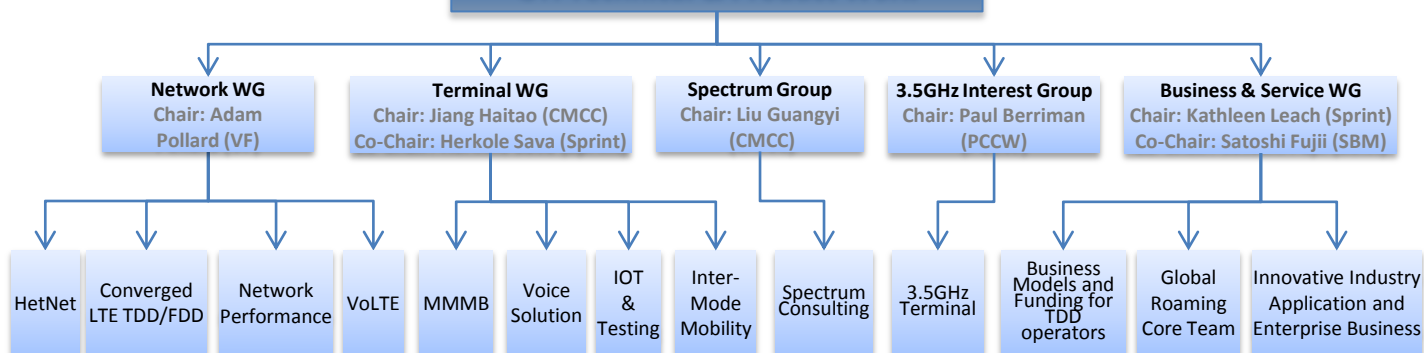 Network WG
Chair: Adam
Pollard (VF)
Terminal WG
Chair: Jiang Haitao (CMCC)
Co-Chair: Herkole Sava (Sprint)
Spectrum Group
Chair: Liu Guangyi
(CMCC)
3.5GHz Interest Group
Chair: Paul Berriman
(PCCW)
Business & Service WG
Chair: Kathleen Leach (Sprint)
Co-Chair: Satoshi Fujii (SBM)
HetNet
Converged
LTE TDD/FDD
Network
Performance
VoLTE
MMMB
Voice
Solution
IOT
&
Testing
Inter-
Mode
Mobility
Spectrum
Consulting
3.5GHz
Terminal
Business
Models and
Funding for
TDD
operators
Global
Roaming
Core Team
Innovative Industry
Application and
Enterprise Business